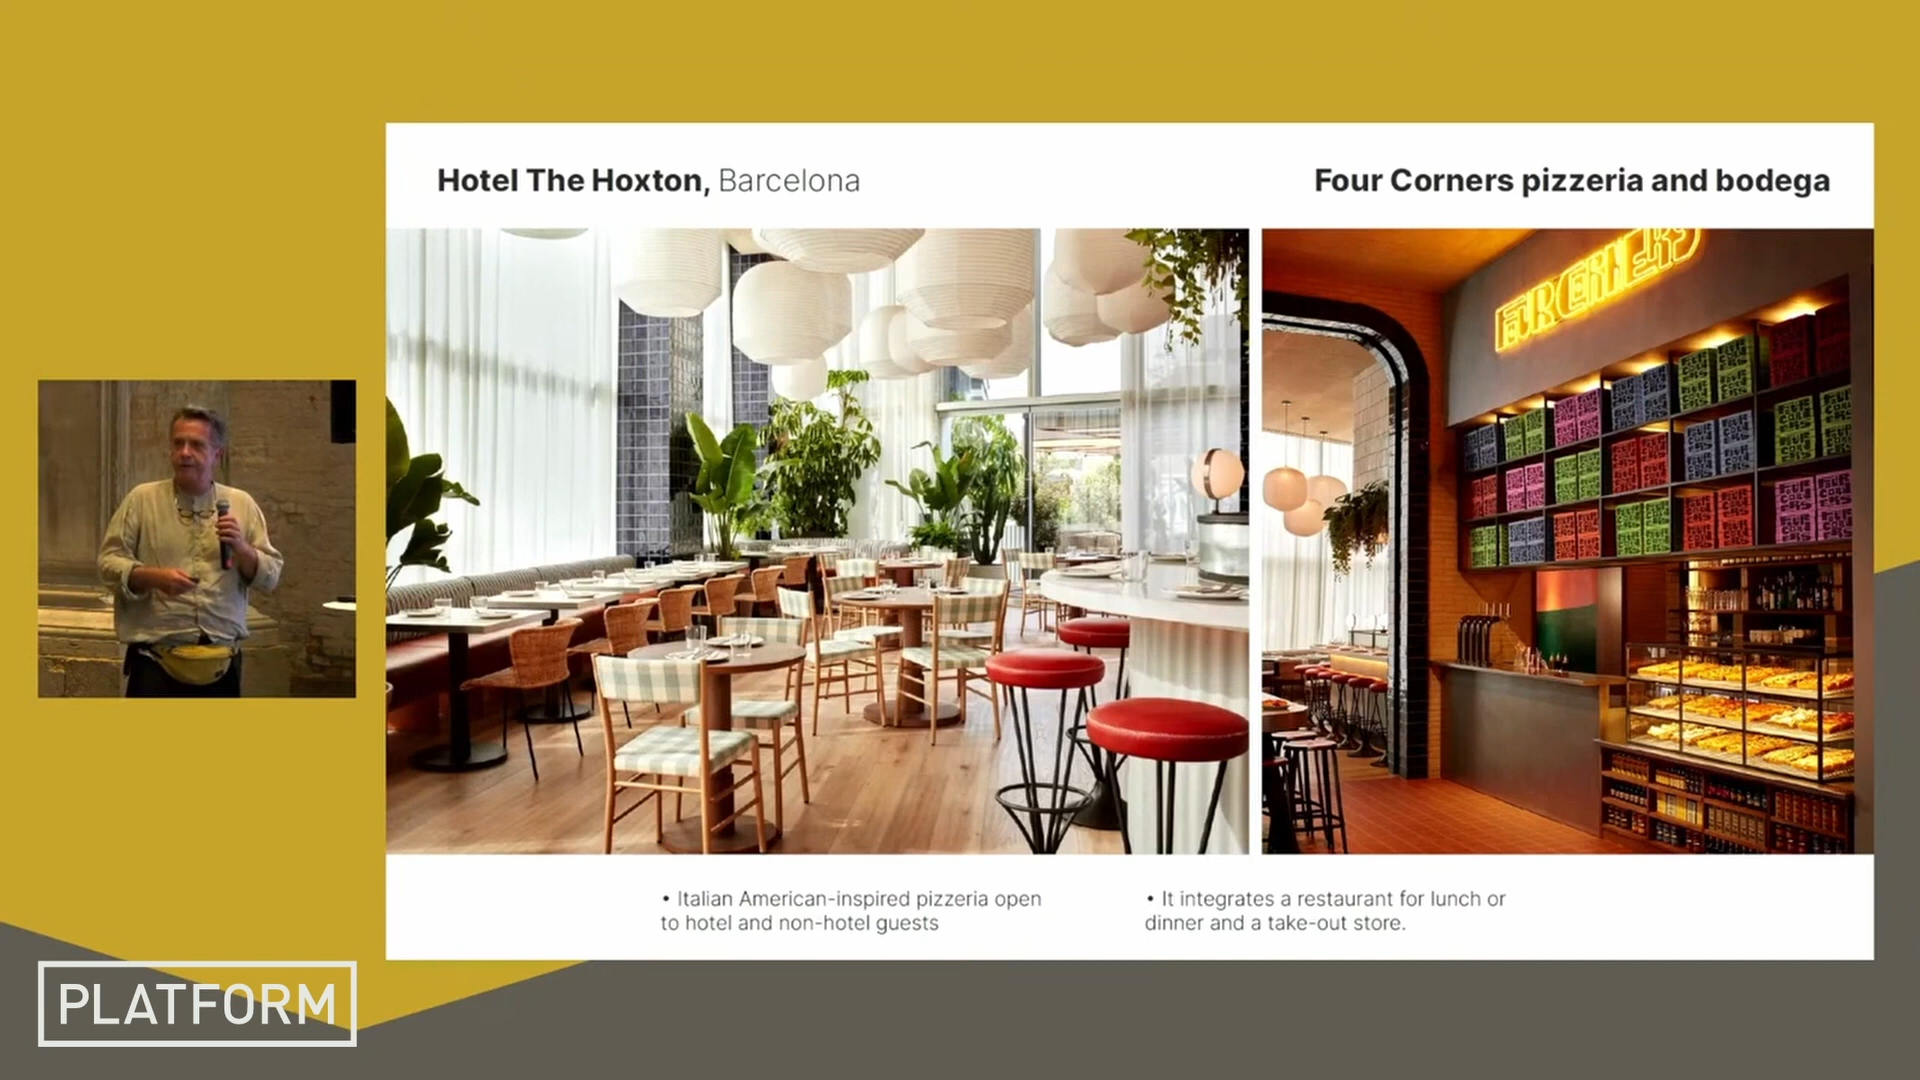 Hotel The Hoxton, Barcelona
Four Corners pizzeria and bodega
• Italian American-inspired pizzeria open
to hotel and non-hotel guests
• It integrates a restaurant for lunch or
dinner and a take-out store.
PLATFORM